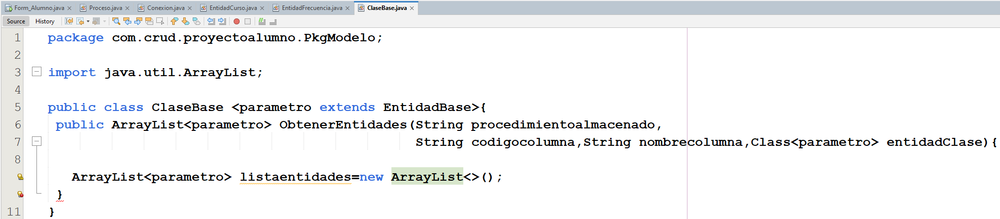 Form_Alumno.java Proceso.java Conexion.java EntidadCurso.java EntidadFrecuencia.java ClaseBase.java
Source History
1 package com.crud.proyectoalumno.PkgModelo;
2
3 import java.util.ArrayList;
4
5 public class ClaseBase <parametro extends EntidadBase>{
6 public ArrayList<parametro> ObtenerEntidades(String procedimientoalmacenado,
7 String codigocolumna,String nombrecolumna,Class<parametro> entidadClase){
8
ArrayList<parametro> listaentidades=new ArrayList<>();
}
11 }